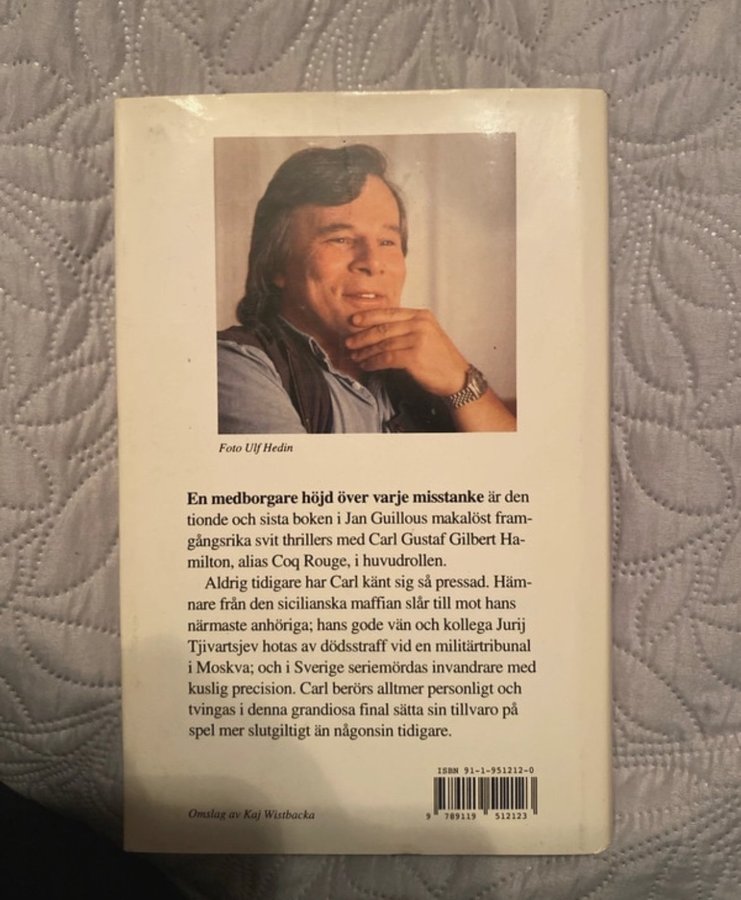 Foto Ulf Hedin
En medborgare höjd över varje misstanke är den
tionde och sista boken i Jan Guillous makalöst fram-
gångsrika svit thrillers med Carl Gustaf Gilbert Ha-
milton, alias Coq Rouge, i huvudrollen.
Aldrig tidigare har Carl känt sig så pressad. Häm-
nare från den sicilianska maffian slår till mot hans
närmaste anhöriga; hans gode vän och kollega Jurij
Tjivartsjev hotas av dödsstraff vid en militärtribunal
i Moskva; och i Sverige seriemördas invandrare med
kuslig precision. Carl berörs alltmer personligt och
tvingas i denna grandiosa final sätta sin tillvaro på
spel mer slutgiltigt än någonsin tidigare.
ISBN 91-1-951212-0
Omslag av Kaj Wistbacka
9 789119 512123